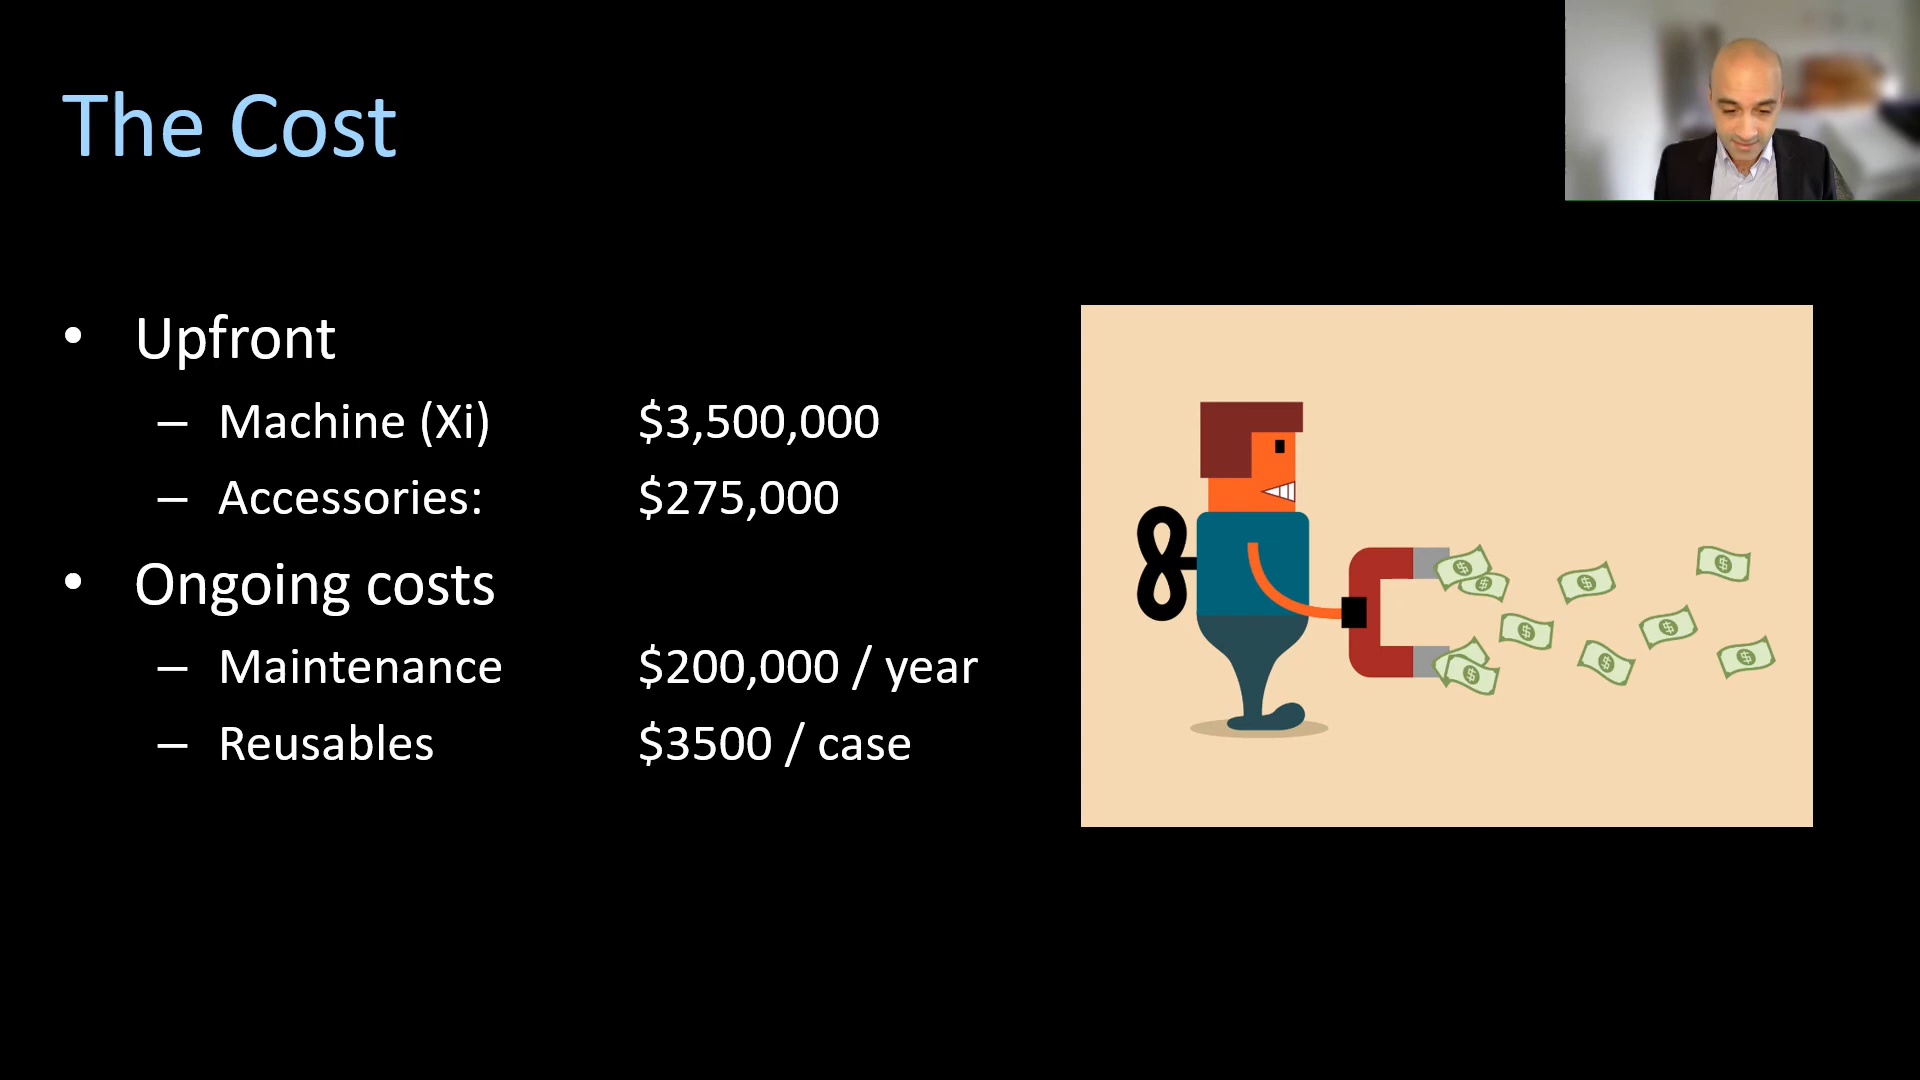 The Cost
• Upfront
– Machine (Xi) $3,500,000
– Accessories: $275,000
• Ongoing costs
– Maintenance $200,000 / year
– Reusables $3500 / case